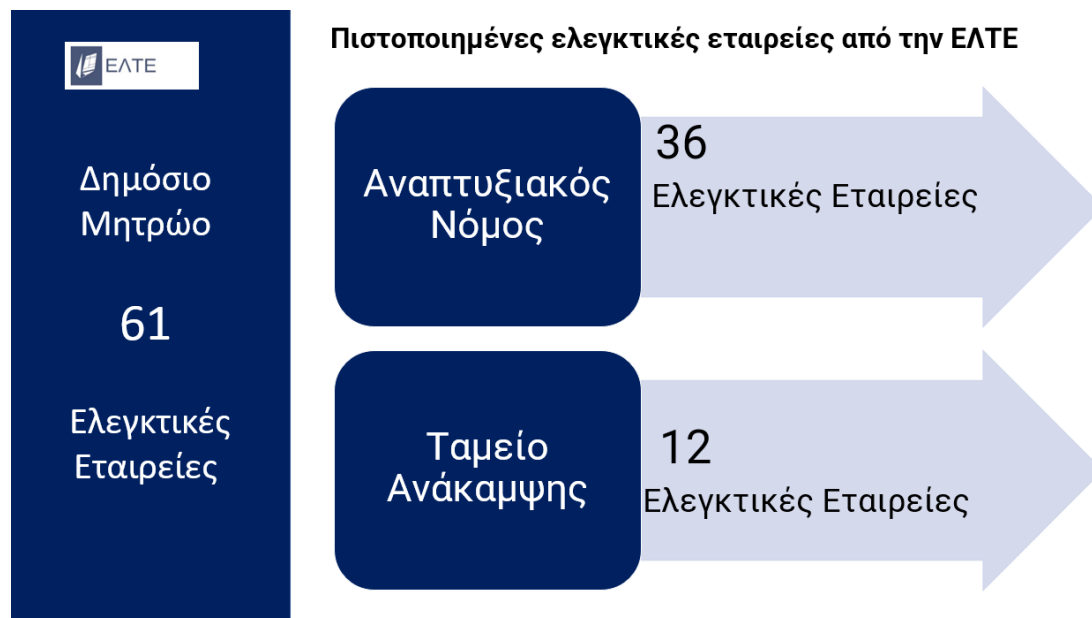 ΕΛΤΕ
Δημόσιο
Μητρώο
61
Ελεγκτικές
Εταιρείες
Πιστοποιημένες ελεγκτικές εταιρείες από την ΕΛΤΕ
Αναπτυξιακός
Νόμος
36
Ελεγκτικές Εταιρείες
Ταμείο
Ανάκαμψης
12
Ελεγκτικές Εταιρείες